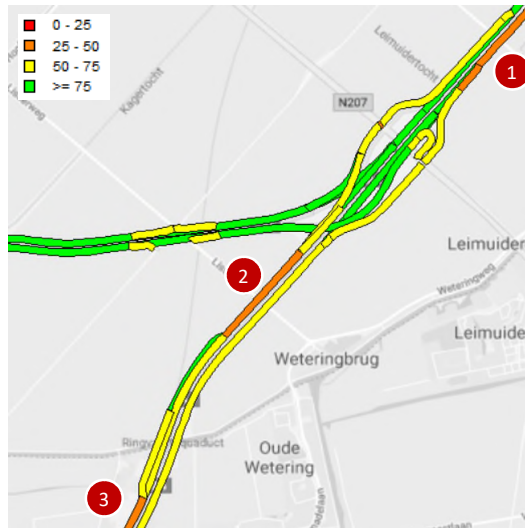 0 - 25
25 - 50
50 - 75
>= 75
Leimuidertocht
1
Kagertocht
N207
Leimuider
Weteringweg
2
Leimuide
Weteringbrug
Oude
Wetering
3